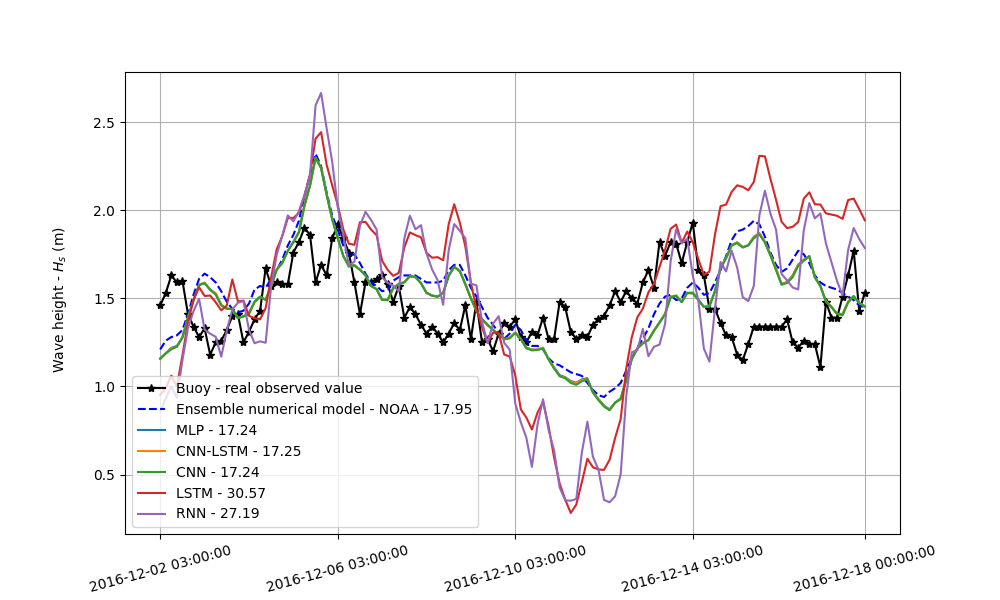 2.5
2.0
1.5
1.0
0.5
Wave height - Hs (m)
Buoy - real observed value
Ensemble numerical model - NOAA - 17.95
MLP - 17.24
CNN-LSTM - 17.25
CNN - 17.24
LSTM - 30.57
RNN - 27.19
2016-12-02 03:00:00
2016-12-06 03:00:00
2016-12-10 03:00:00
2016-12-14 03:00:00
2016-12-18 00:00:00